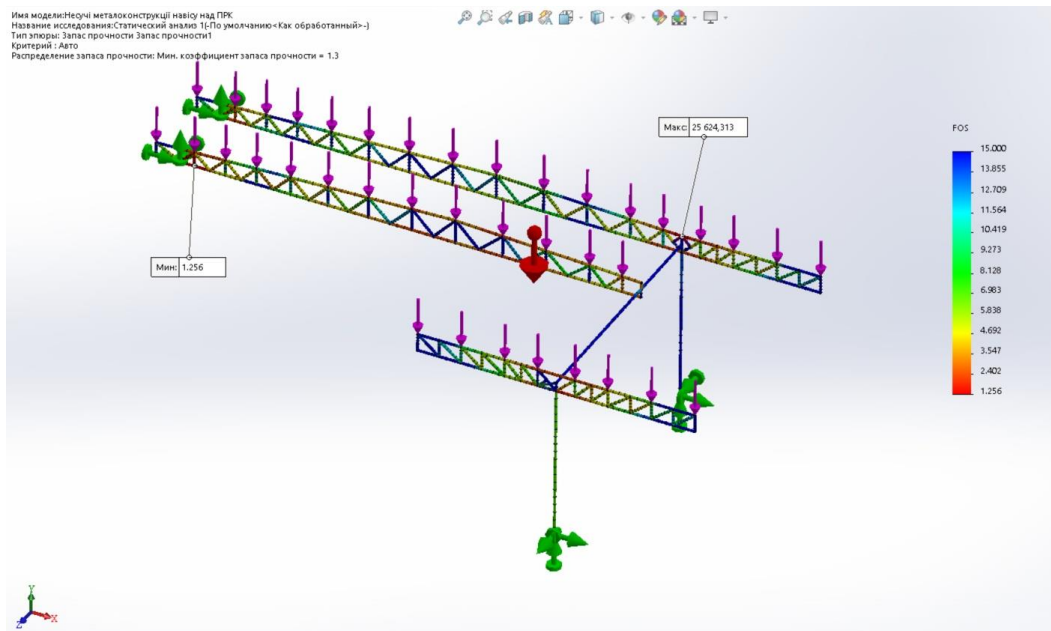 Имя модели:Несучі металоконструкції навісу над ПРК
Название исследования:Статический анализ 1(-По умолчанию<Как обработанный>-)
Тип эпюры: Запас прочности Запас прочности1
Критерий : Авто
Распределение запаса прочности: Мин. коэффициент запаса прочности = 1.3
Макс: 25 624,313
Мин: 1.256
FOS
15.000
13.855
12.709
11.564
10.419
9.273
8.128
6.983
5.838
4.692
3.547
2.402
1.256
Y
X
Z